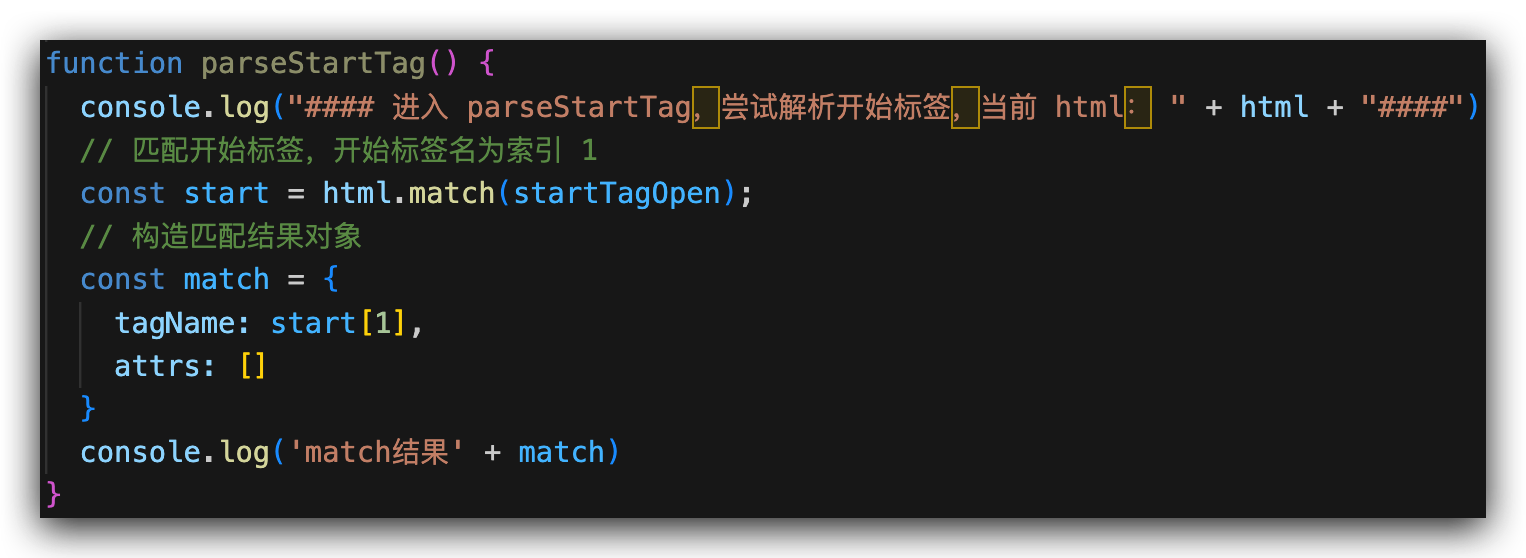 function parseStartTag() {
  console.log("#### 进入 parseStartTag，尝试解析开始标签，当前 html： " + html + "####")
  // 匹配开始标签，开始标签名为索引 1
  const start = html.match(startTagOpen);
  // 构造匹配结果对象
  const match = {
    tagName: start[1],
    attrs: []
  }
  console.log('match结果' + match)
}